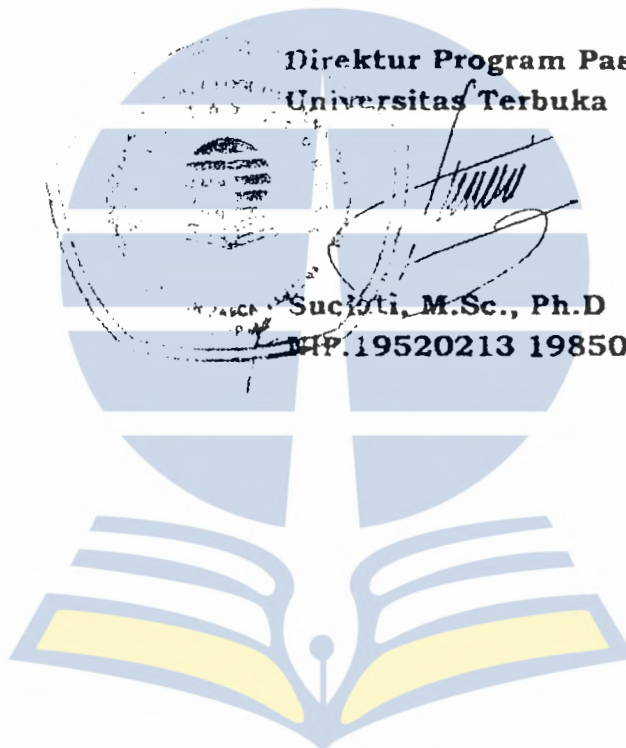 Direktur Program Pas
Universitas Terbuka
Suciati, M.Sc., Ph.D
NIP.19520213 19850